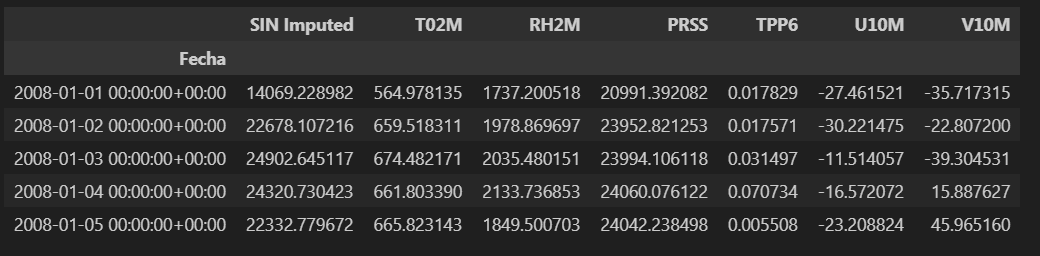 SIN Imputed T02M RH2M PRSS TPP6 U10M V10M
Fecha
2008-01-01 00:00:00+00:00 14069.228982 564.978135 1737.200518 20991.392082 0.017829 -27.461521 -35.717315
2008-01-02 00:00:00+00:00 22678.107216 659.518311 1978.869697 23952.821253 0.017571 -30.221475 -22.807200
2008-01-03 00:00:00+00:00 24902.645117 674.482171 2035.480151 23994.106118 0.031497 -11.514057 -39.304531
2008-01-04 00:00:00+00:00 24320.730423 661.803390 2133.736853 24060.076122 0.070734 -16.572072 15.887627
2008-01-05 00:00:00+00:00 22332.779672 665.823143 1849.500703 24042.238498 0.005508 -23.208824 45.965160